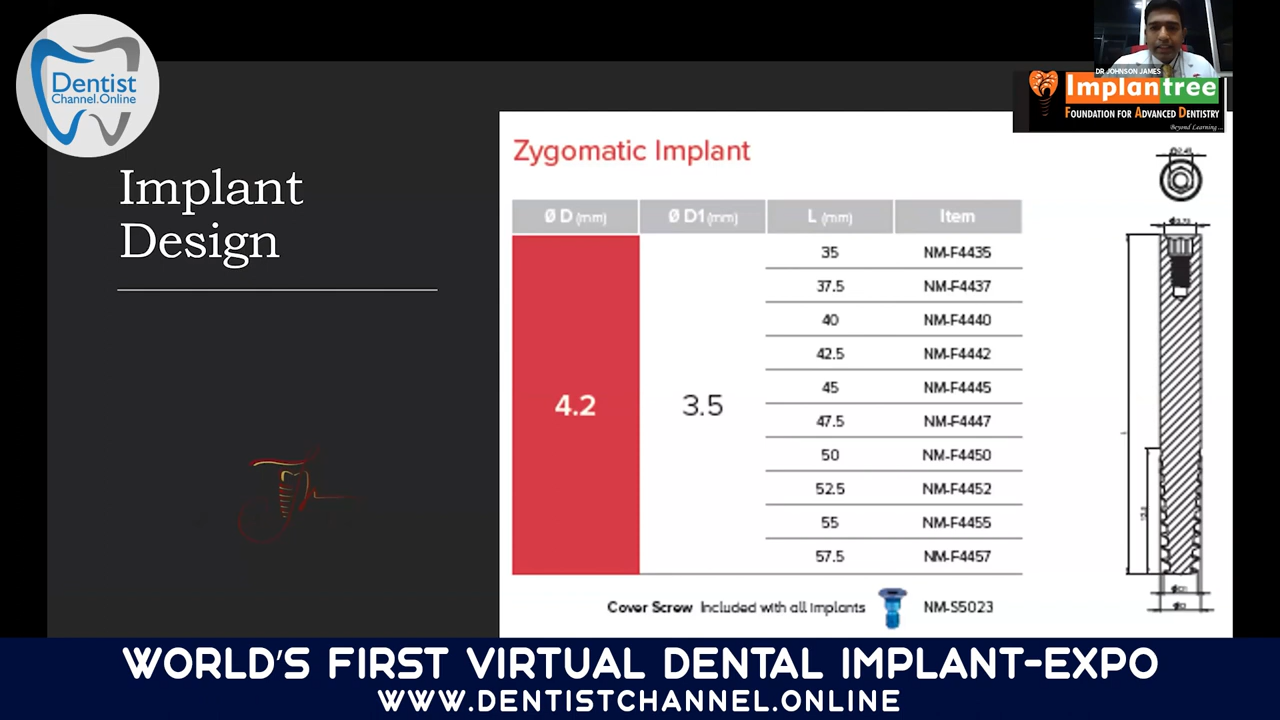 Dentist
Channel.Online
DR JOHNSON JAMES
Implantree
FOUNDATION FOR ADVANCED DENTISTRY
Beyond Learning...
Implant
Design
Zygomatic Implant
Ø D (mm) Ø D1 (mm) L (mm) Item
4.2 3.5
35 NM-F4435
37.5 NM-F4437
40 NM-F4440
42.5 NM-F4442
45 NM-F4445
47.5 NM-F4447
50 NM-F4450
52.5 NM-F4452
55 NM-F4455
57.5 NM-F4457
Cover Screw Included with all implants NM-S5023
WORLD'S FIRST VIRTUAL DENTAL IMPLANT-EXPO
WWW.DENTISTCHANNEL.ONLINE